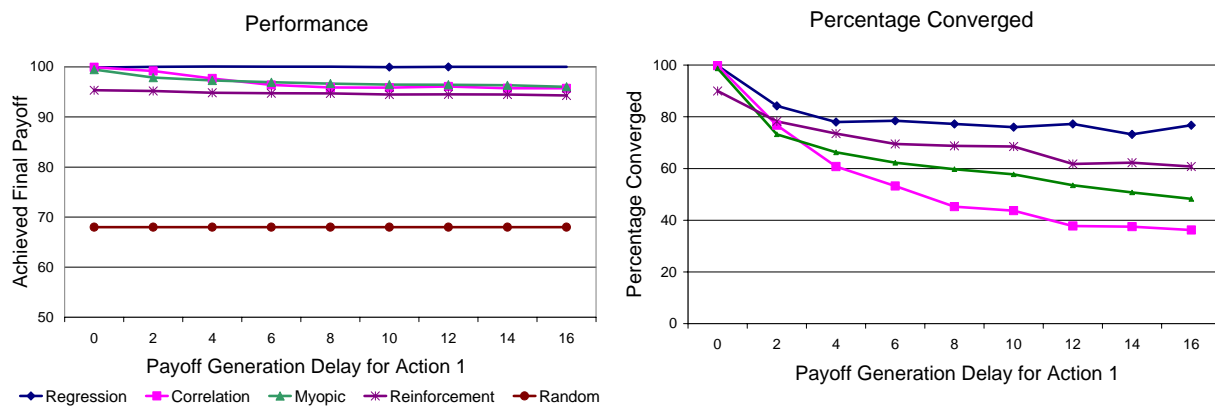 Performance
Achieved Final Payoff
100
90
80
70
60
50
0 2 4 6 8 10 12 14 16
Payoff Generation Delay for Action 1
Regression Correlation Myopic Reinforcement Random
Percentage Converged
Percentage Converged
100
80
60
40
20
0
0 2 4 6 8 10 12 14 16
Payoff Generation Delay for Action 1